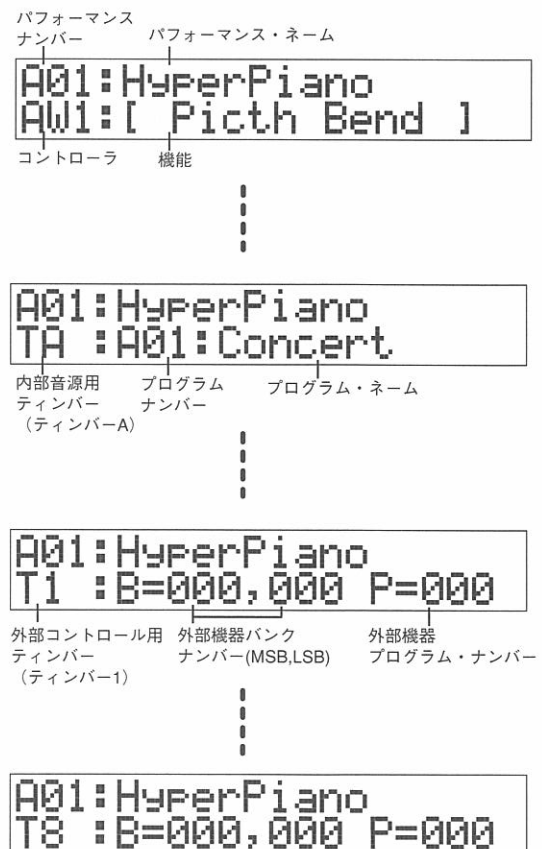 パフォーマンス
ナンバー
パフォーマンス・ネーム
A01:HyperPiano
AW1:[ Picth Bend ]
コントローラ
機能
A01:HyperPiano
TA :A01:Concert
内部音源用
ティンバー
（ティンバーA）
プログラム
ナンバー
プログラム・ネーム
A01:HyperPiano
T1 :B=000,000 P=000
外部コントロール用
ティンバー
（ティンバー1）
外部機器バンク
ナンバー(MSB,LSB)
外部機器
プログラム・ナンバー
A01:HyperPiano
T8 :B=000,000 P=000